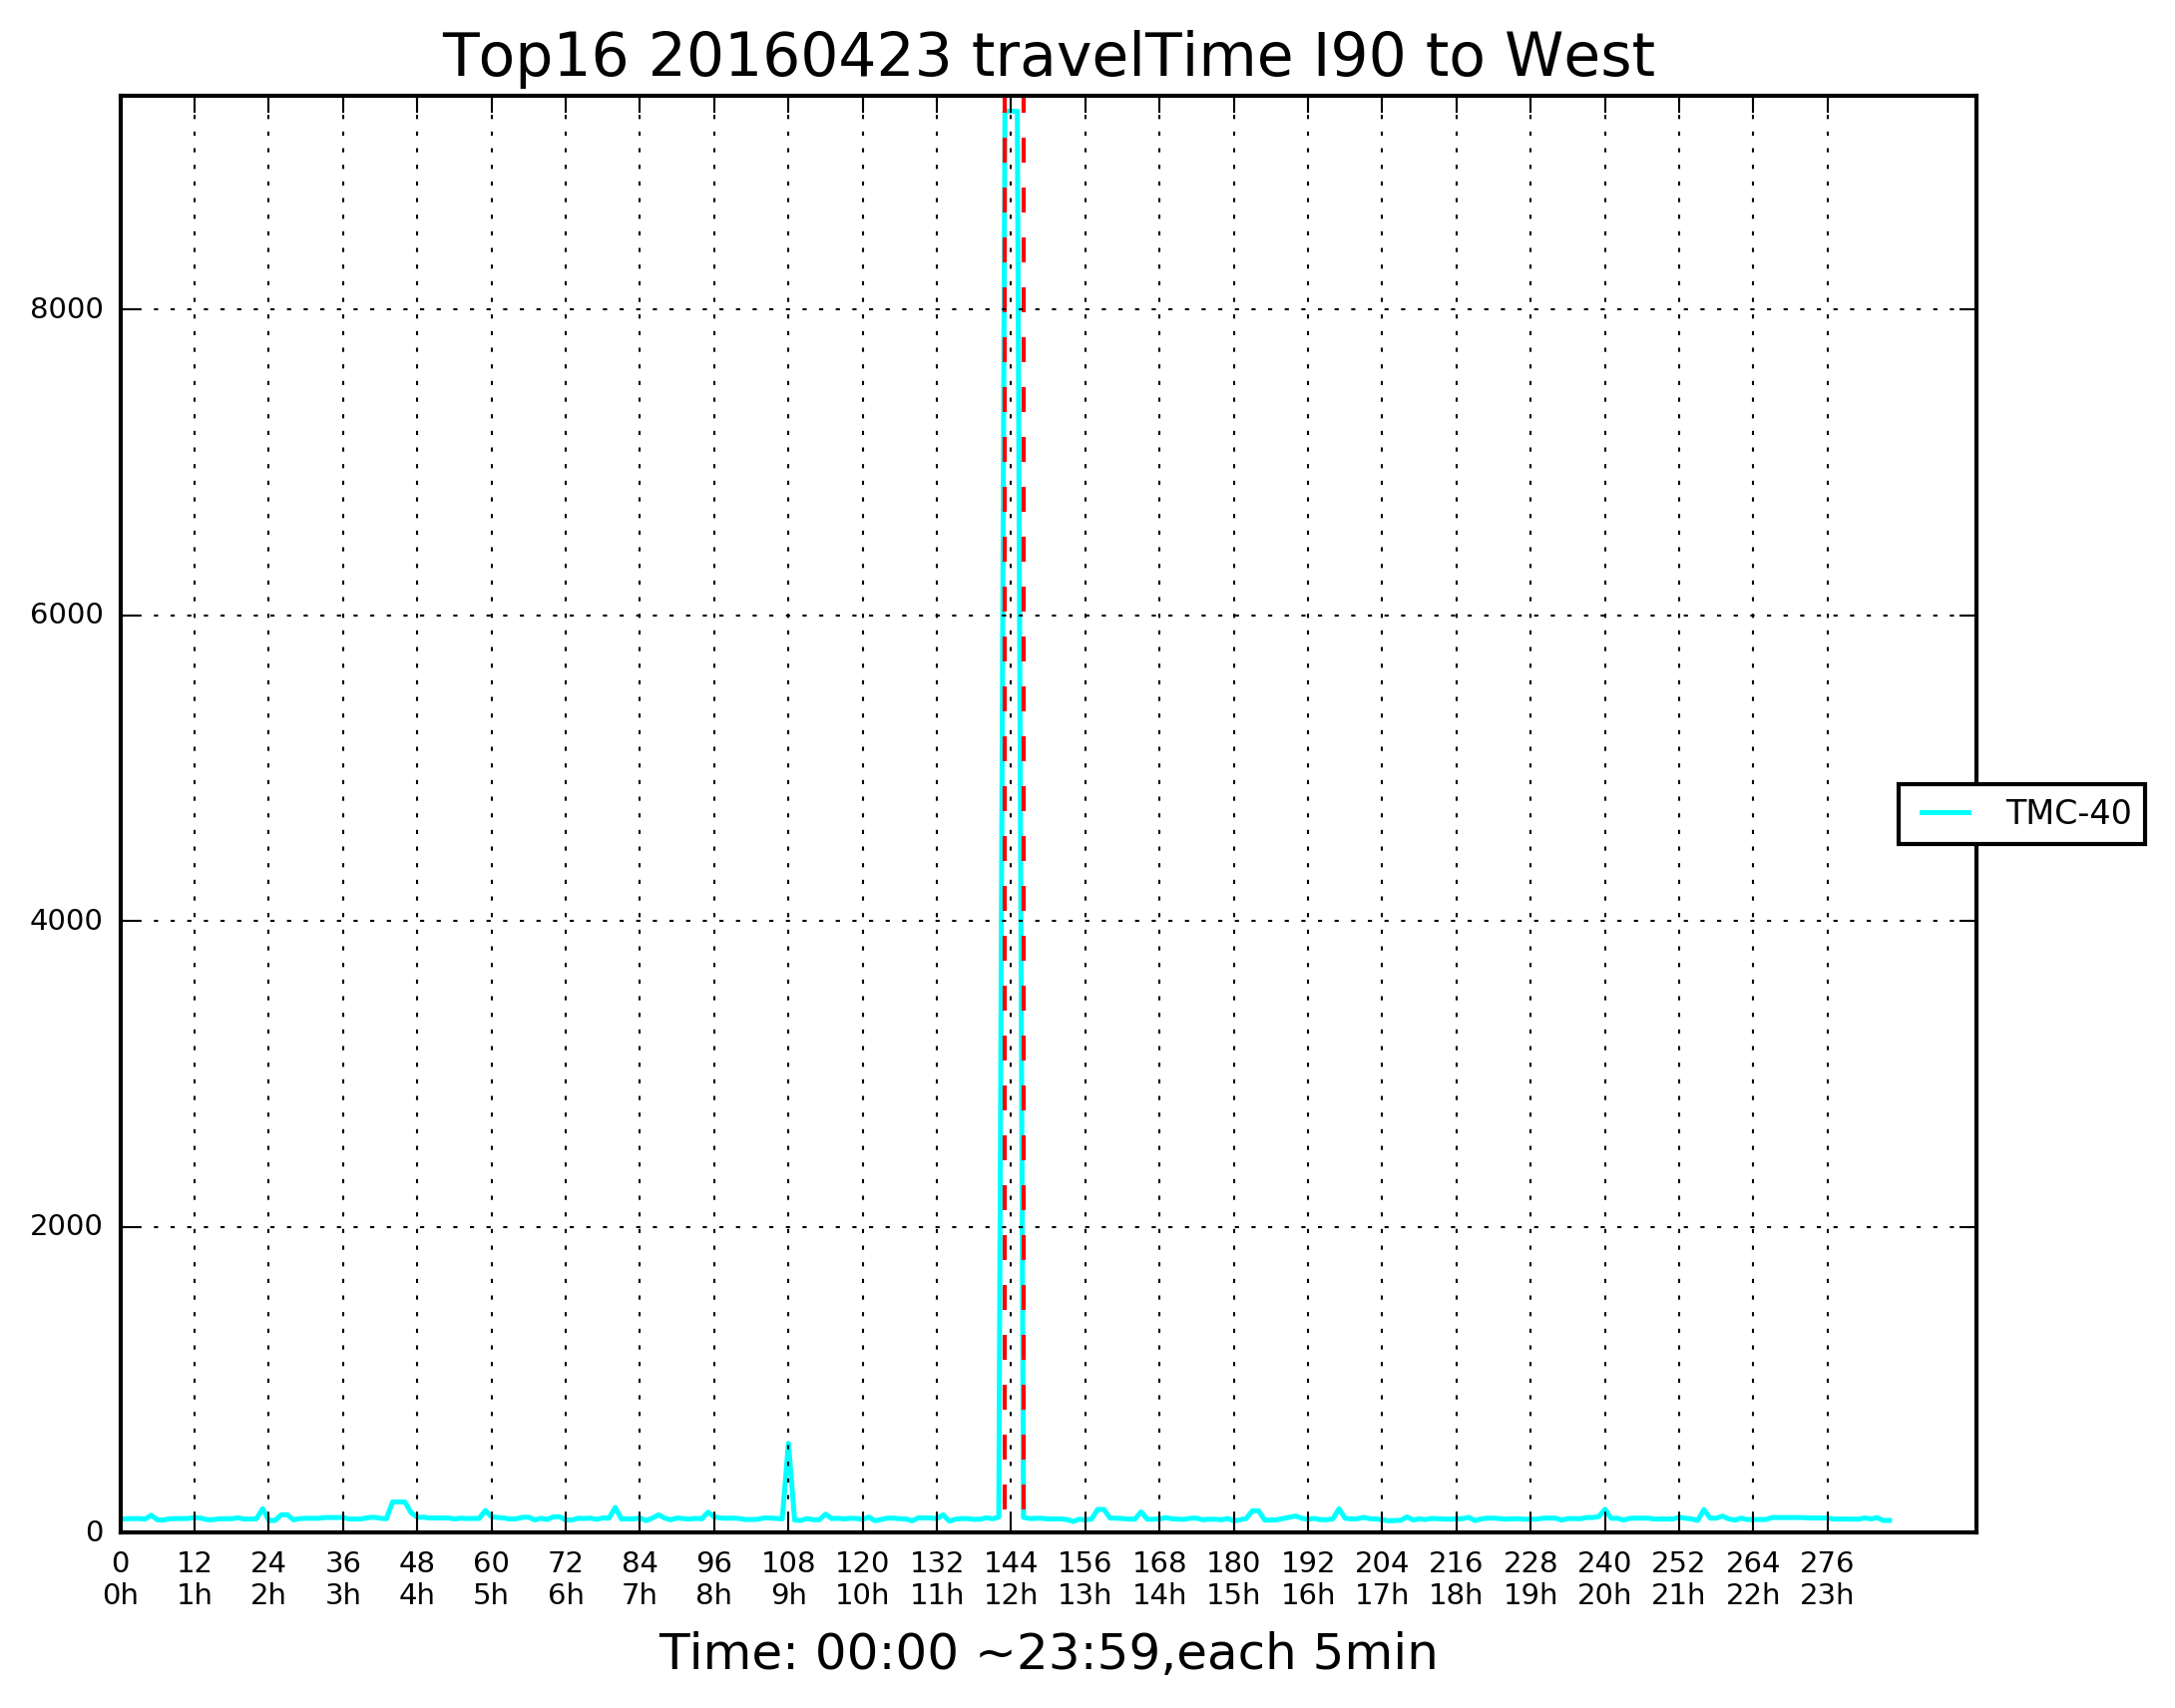 Top16 20160423 travelTime I90 to West
8000
6000
4000
2000
0
TMC-40
0 12 24 36 48 60 72 84 96 108 120 132 144 156 168 180 192 204 216 228 240 252 264 276
0h 1h 2h 3h 4h 5h 6h 7h 8h 9h 10h 11h 12h 13h 14h 15h 16h 17h 18h 19h 20h 21h 22h 23h
Time: 00:00 ~23:59,each 5min